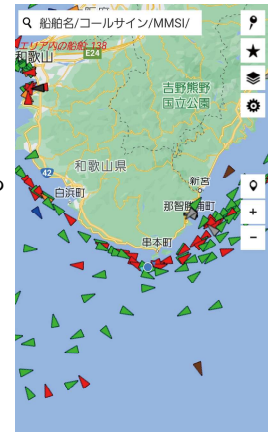 船舶名/コールサイン/MMSI/
エリア内の船舶 138
和歌山
E24
吉野熊野
国立公園
和歌山県
新宮
42
白浜町
那智勝浦町
串本町
+
-